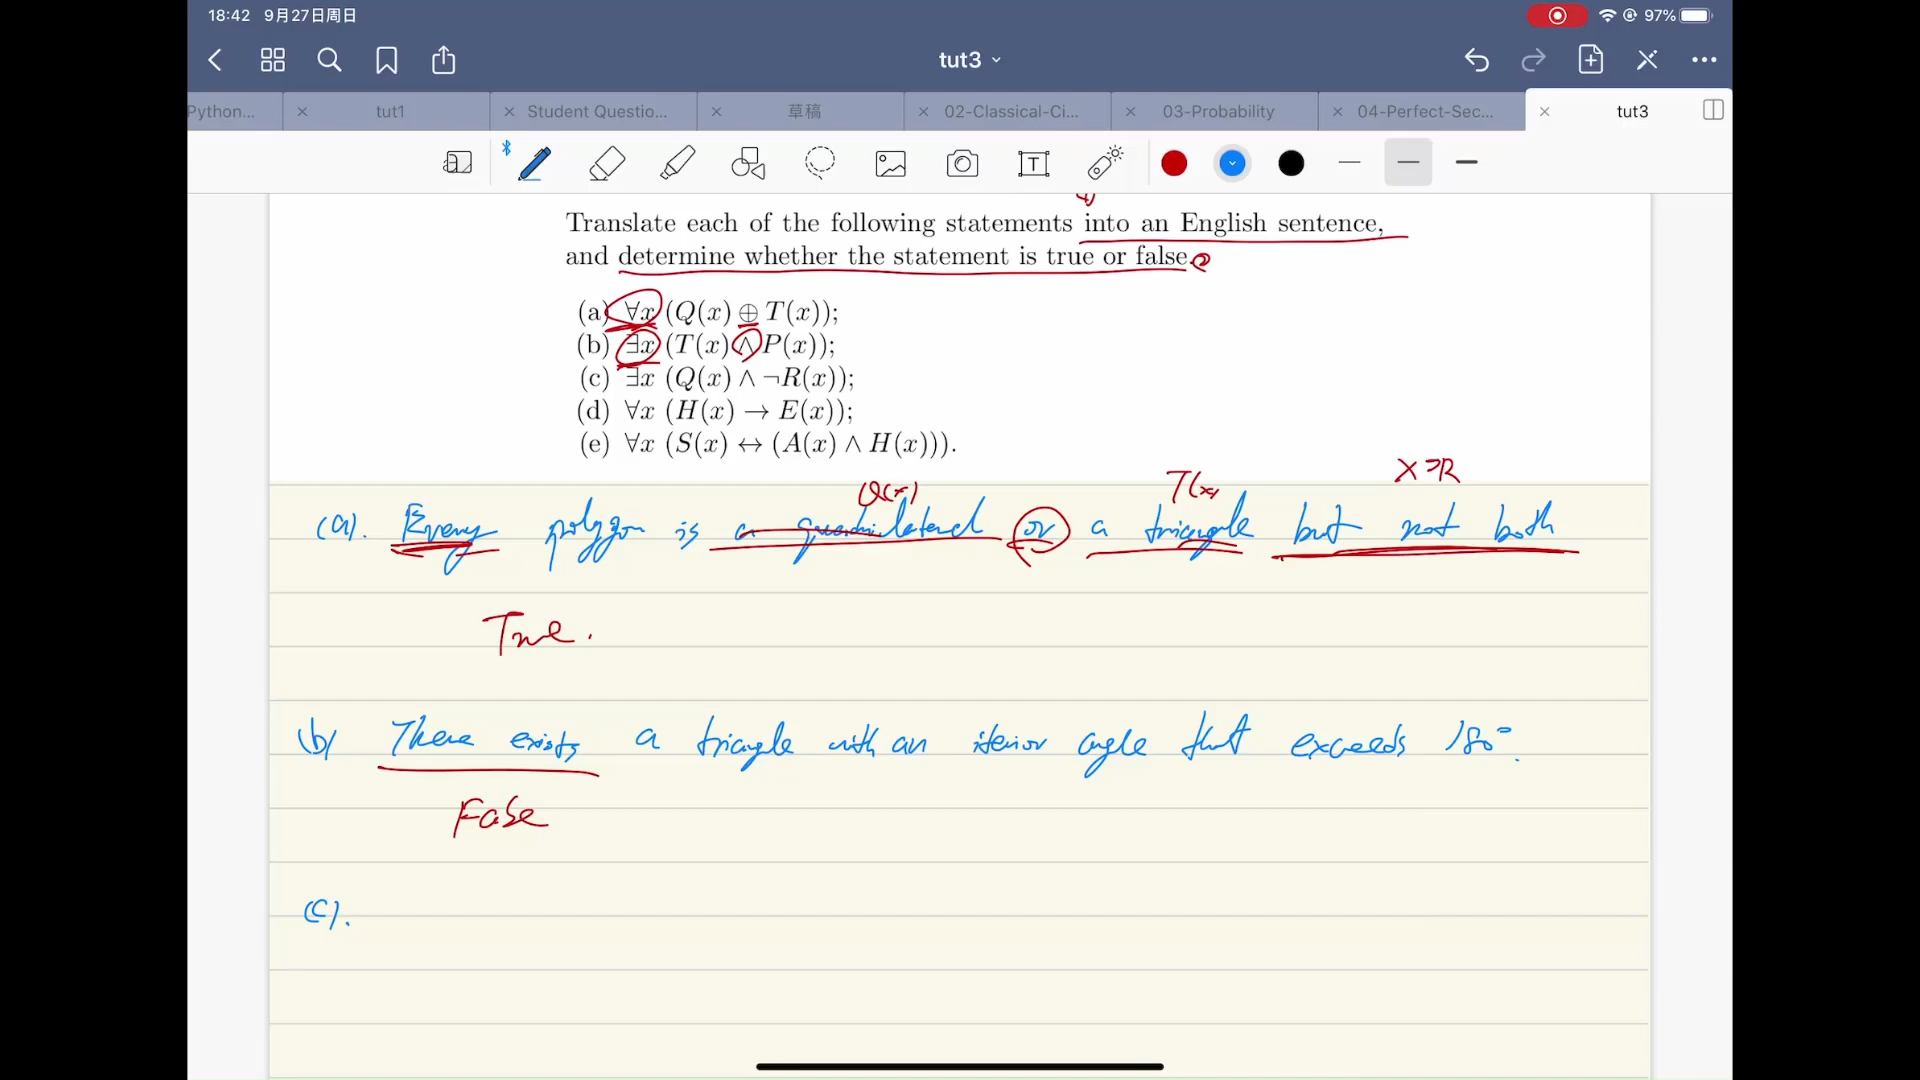 18:42 9月27日周日
97%
tut3
Python...
tut1
Student Questio...
草稿
02-Classical-Ci...
03-Probability
04-Perfect-Sec...
tut3
Translate each of the following statements into an English sentence,
and determine whether the statement is true or false.
(a) ∀x (Q(x) ⊕ T(x));
(b) ∃x (T(x) ∧ P(x));
(c) ∃x (Q(x) ∧ ¬R(x));
(d) ∀x (H(x) → E(x));
(e) ∀x (S(x) ↔ (A(x) ∧ H(x))).
Q(x) T(x) XOR
(a). Every polygon is a quadrilateral or a triangle but not both
True.
(b) There exists a triangle with an iterior angle that exceeds 180°.
False
(c).